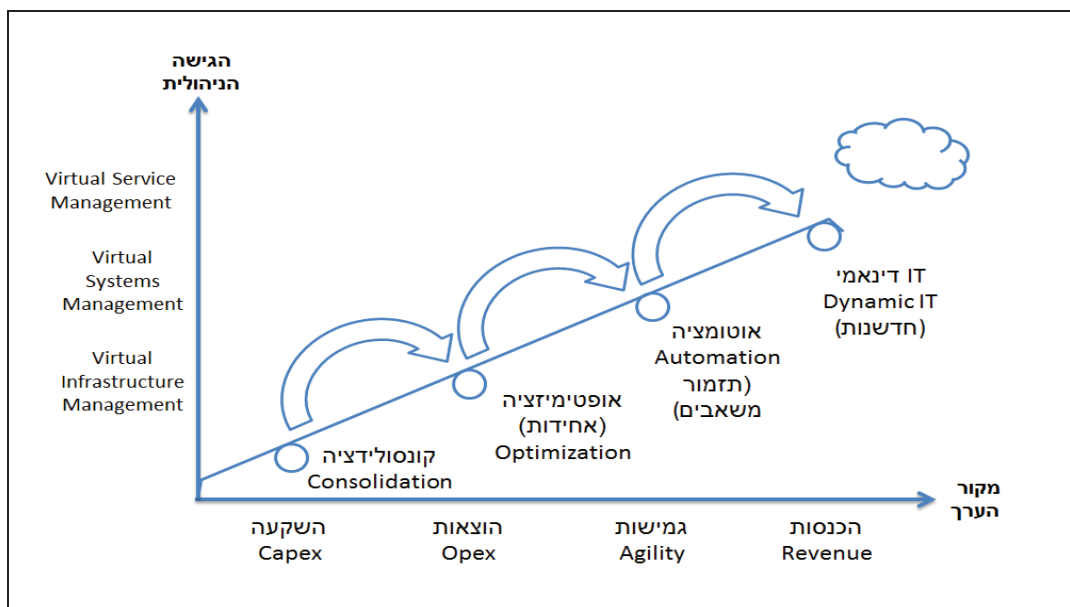 הגישה
הניהולית
Virtual Service
Management
Virtual
Systems
Management
Virtual
Infrastructure
Management
IT דינאמי
Dynamic IT
(חדשנות)
אוטומציה
Automation
(תזמור
משאבים)
אופטימיזציה
(אחידות)
Optimization
קונסולידציה
Consolidation
מקור
הערך
השקעה
Capex
הוצאות
Opex
גמישות
Agility
הכנסות
Revenue